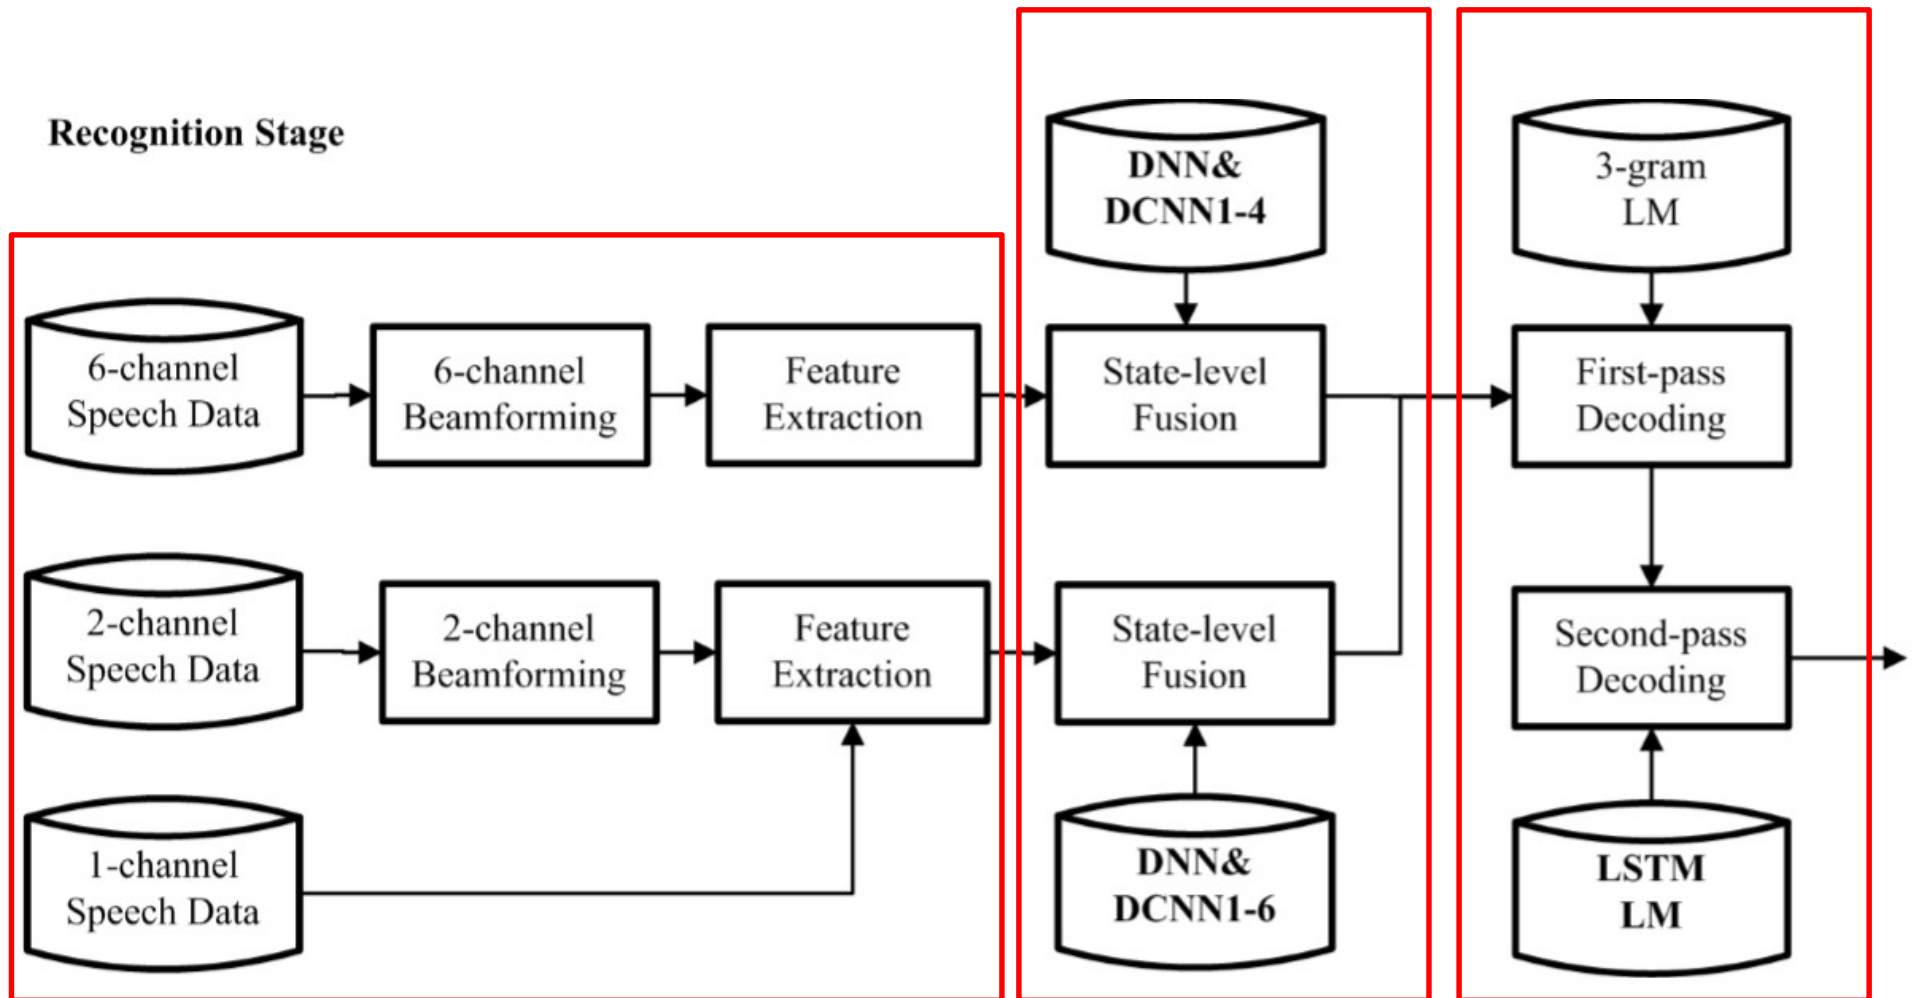 Recognition Stage
DNN&
DCNN1-4
3-gram
LM
6-channel
Speech Data
6-channel
Beamforming
Feature
Extraction
State-level
Fusion
First-pass
Decoding
2-channel
Speech Data
2-channel
Beamforming
Feature
Extraction
State-level
Fusion
Second-pass
Decoding
1-channel
Speech Data
DNN&
DCNN1-6
LSTM
LM